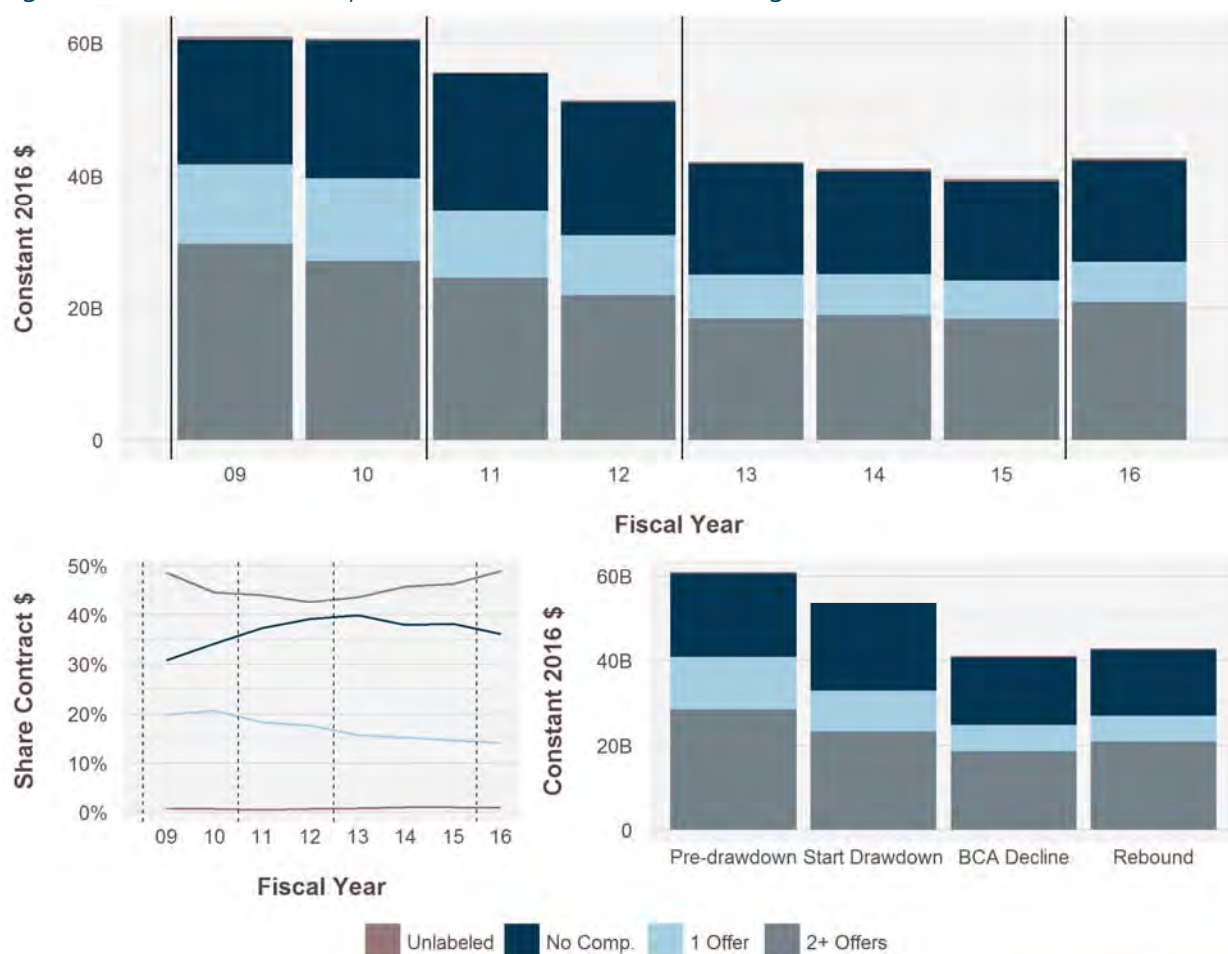 60B
40B
20B
0
Constant 2016 $
09 10 11 12 13 14 15 16
Fiscal Year
50%
40%
30%
20%
10%
0%
Share Contract $
09 10 11 12 13 14 15 16
Fiscal Year
60B
40B
20B
0
Constant 2016 $
Pre-drawdown Start Drawdown BCA Decline Rebound
Unlabeled No Comp. 1 Offer 2+ Offers